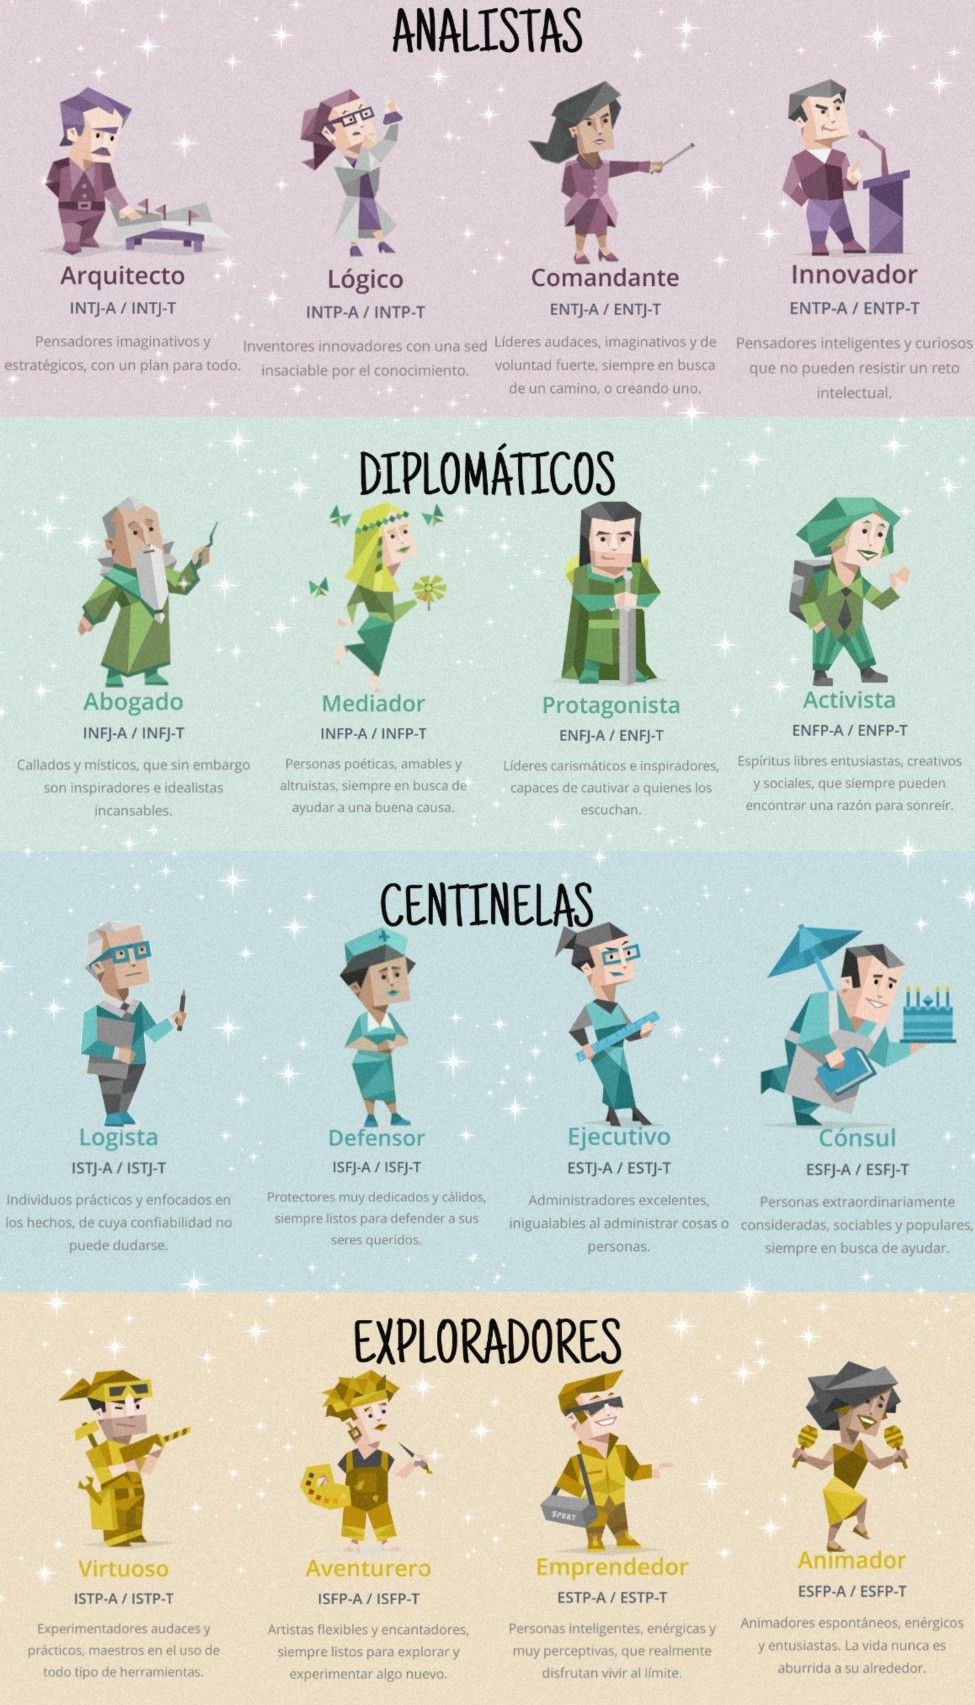 ANALISTAS
Arquitecto
INTJ-A / INTJ-T
Pensadores imaginativos y
estratégicos, con un plan para todo.
Lógico
INTP-A / INTP-T
Inventores innovadores con una sed
insaciable por el conocimiento.
Comandante
ENTJ-A / ENTJ-T
Líderes audaces, imaginativos y de
voluntad fuerte, siempre en busca
de un camino, o creando uno.
Innovador
ENTP-A / ENTP-T
Pensadores inteligentes y curiosos
que no pueden resistir un reto
intelectual.
DIPLOMÁTICOS
Abogado
INFJ-A / INFJ-T
Callados y místicos, que sin embargo
son inspiradores e idealistas
incansables.
Mediador
INFP-A / INFP-T
Personas poéticas, amables y
altruistas, siempre en busca de
ayudar a una buena causa.
Protagonista
ENFJ-A / ENFJ-T
Líderes carismáticos e inspiradores,
capaces de cautivar a quienes los
escuchan.
Activista
ENFP-A / ENFP-T
Espíritus libres entusiastas, creativos
y sociales, que siempre pueden
encontrar una razón para sonreír.
CENTINELAS
Logista
ISTJ-A / ISTJ-T
Individuos prácticos y enfocados en
los hechos, de cuya confiabilidad no
puede dudarse.
Defensor
ISFJ-A / ISFJ-T
Protectores muy dedicados y cálidos,
siempre listos para defender a sus
seres queridos.
Ejecutivo
ESTJ-A / ESTJ-T
Administradores excelentes,
inigualables al administrar cosas o
personas.
Cónsul
ESFJ-A / ESFJ-T
Personas extraordinariamente
consideradas, sociables y populares,
siempre en busca de ayudar.
EXPLORADORES
Virtuoso
ISTP-A / ISTP-T
Experimentadores audaces y
prácticos, maestros en el uso de
todo tipo de herramientas.
Aventurero
ISFP-A / ISFP-T
Artistas flexibles y encantadores,
siempre listos para explorar y
experimentar algo nuevo.
SPORT
Emprendedor
ESTP-A / ESTP-T
Personas inteligentes, enérgicas y
muy perceptivas, que realmente
disfrutan vivir al límite.
Animador
ESFP-A / ESFP-T
Animadores espontáneos, enérgicos
y entusiastas. La vida nunca es
aburrida a su alrededor.